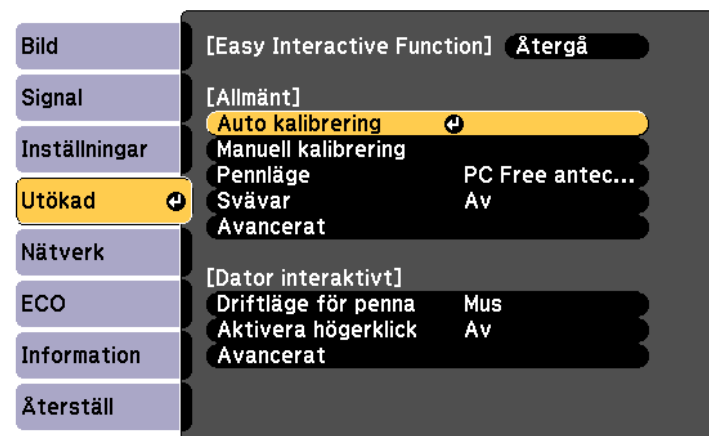 Bild
Signal
Inställningar
Utökad
Nätverk
ECO
Information
Återställ
[Easy Interactive Function] Återgå
[Allmänt]
Auto kalibrering
Manuell kalibrering
Pennläge PC Free antec...
Svävar Av
Avancerat
[Dator interaktivt]
Driftläge för penna Mus
Aktivera högerklick Av
Avancerat